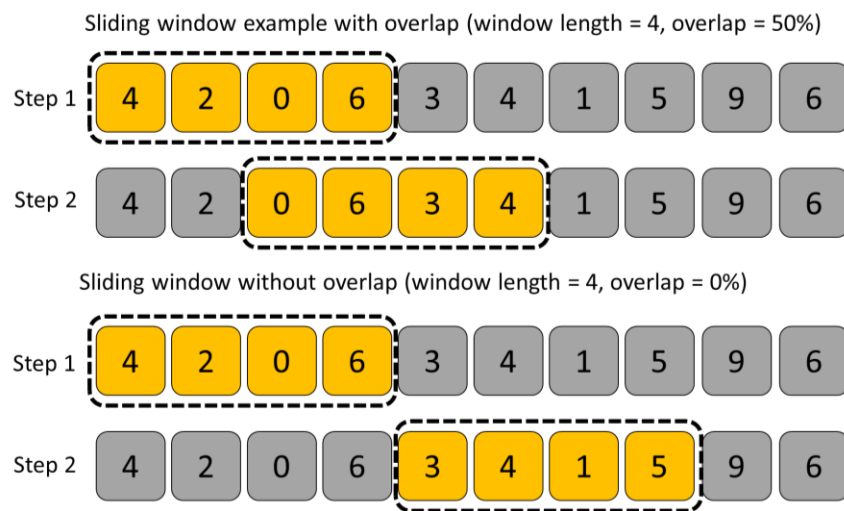 Sliding window example with overlap (window length = 4, overlap = 50%)
Step 1 4 2 0 6 3 4 1 5 9 6
Step 2 4 2 0 6 3 4 1 5 9 6
Sliding window without overlap (window length = 4, overlap = 0%)
Step 1 4 2 0 6 3 4 1 5 9 6
Step 2 4 2 0 6 3 4 1 5 9 6